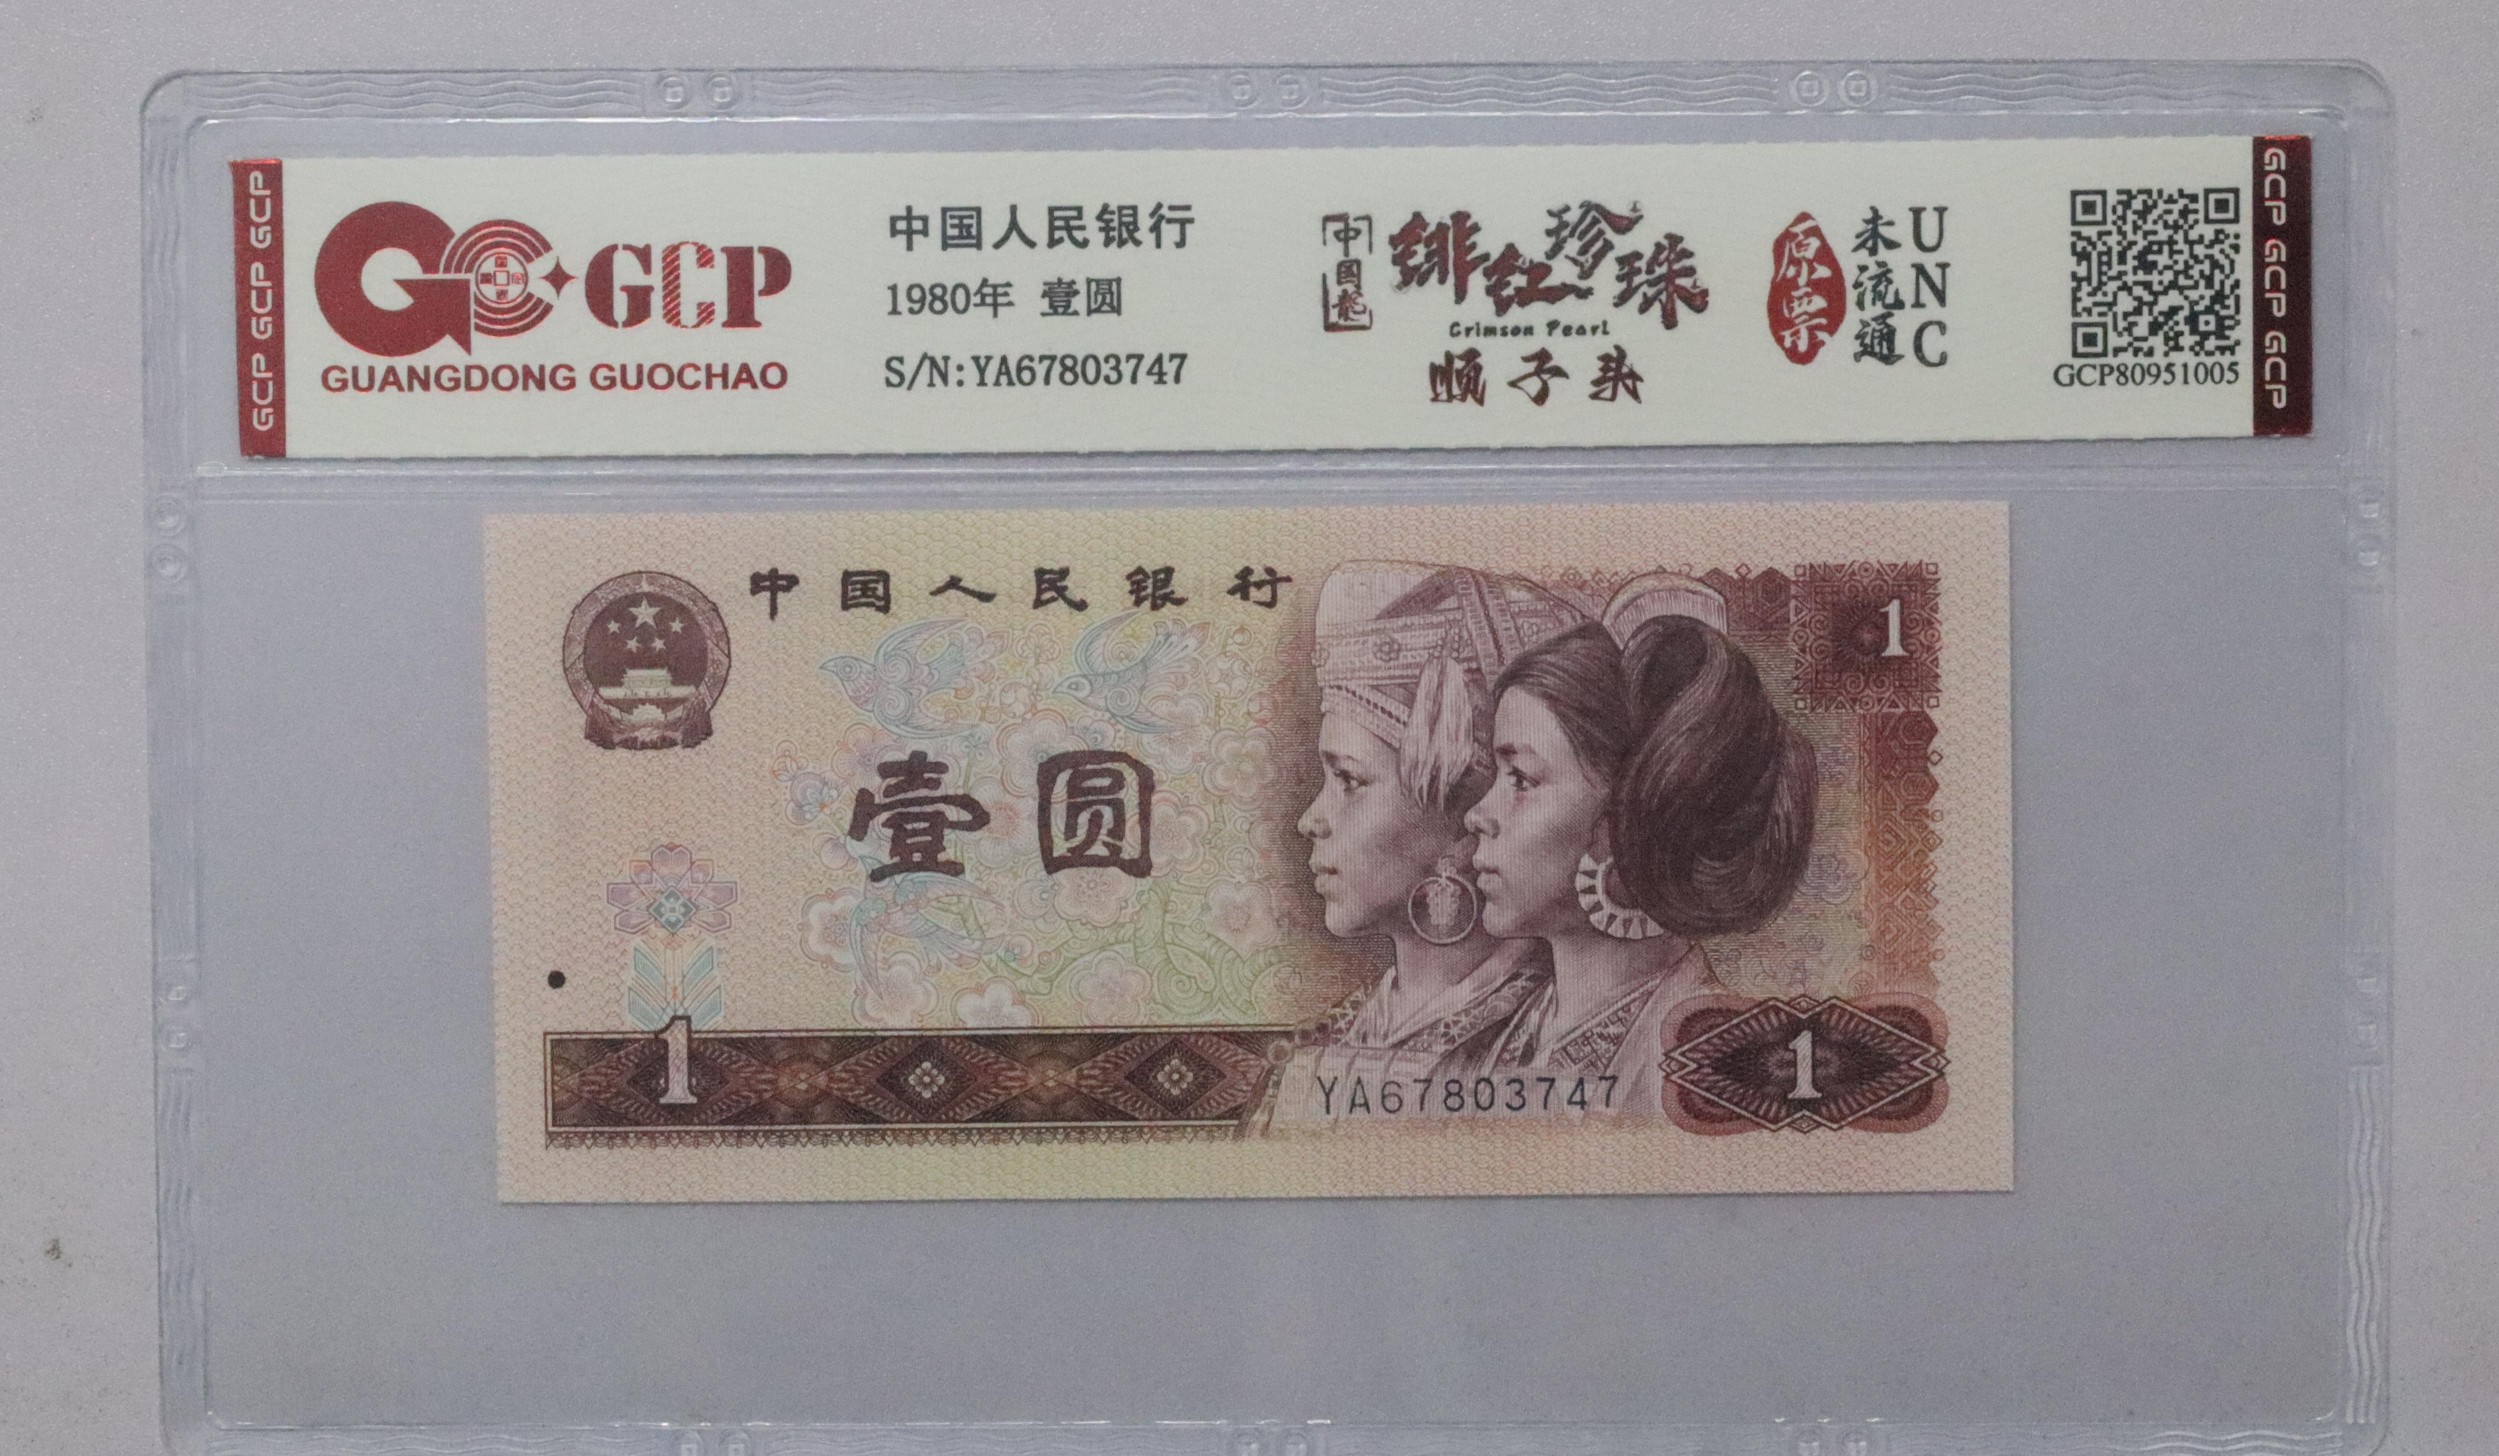 GCP GCP GCP GCP
GCP
GUANGDONG GUOCHAO
中国人民银行
1980年 壹圆
S/N:YA67803747
中国龙
绯红珍珠
Crimson Pearl
顺子头
原票
未流通
UNC
GCP80951005
GCP GCP GCP GCP
中国人民银行
1
壹圆
1
1
YA67803747